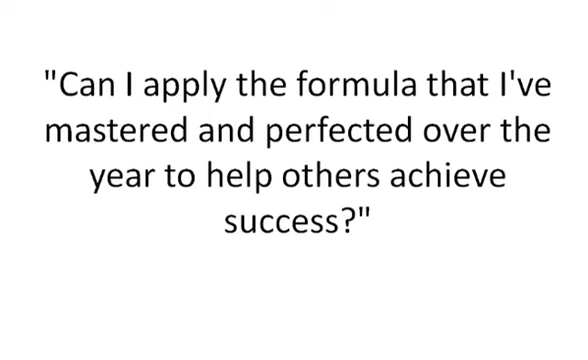 "Can I apply the formula that I've
mastered and perfected over the
year to help others achieve
success?"